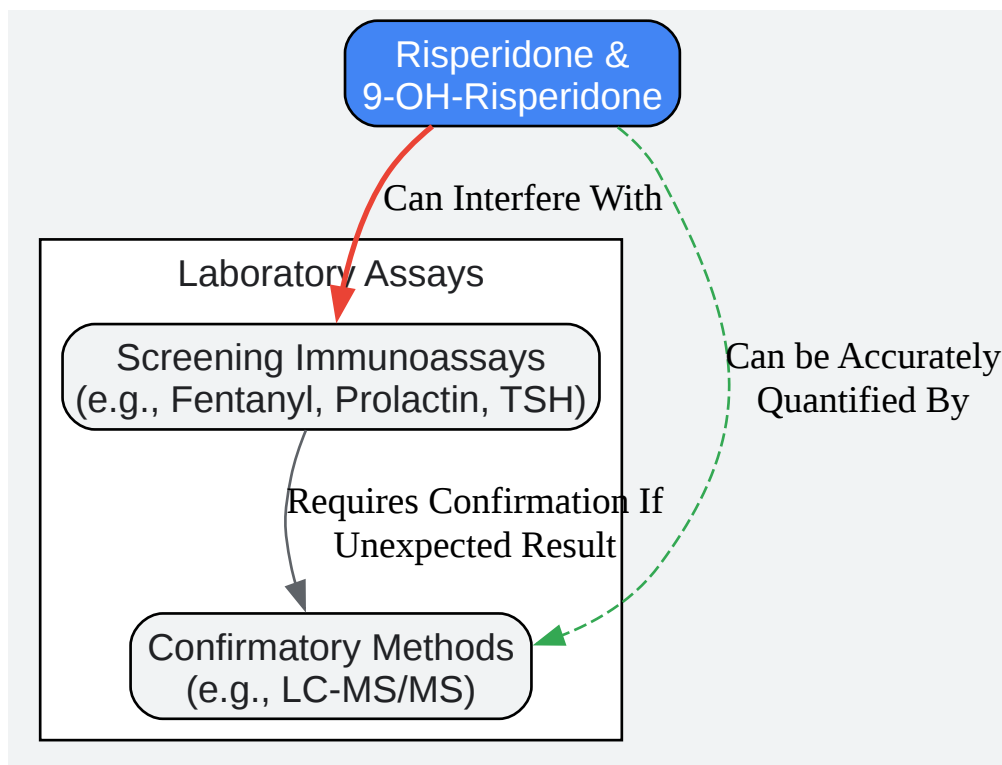 Risperidone &
9-OH-Risperidone
Can Interfere With
Laboratory Assays
Screening Immunoassays
(e.g., Fentanyl, Prolactin, TSH)
Can be Accurately
Quantified By
Requires Confirmation If
Unexpected Result
Confirmatory Methods
(e.g., LC-MS/MS)